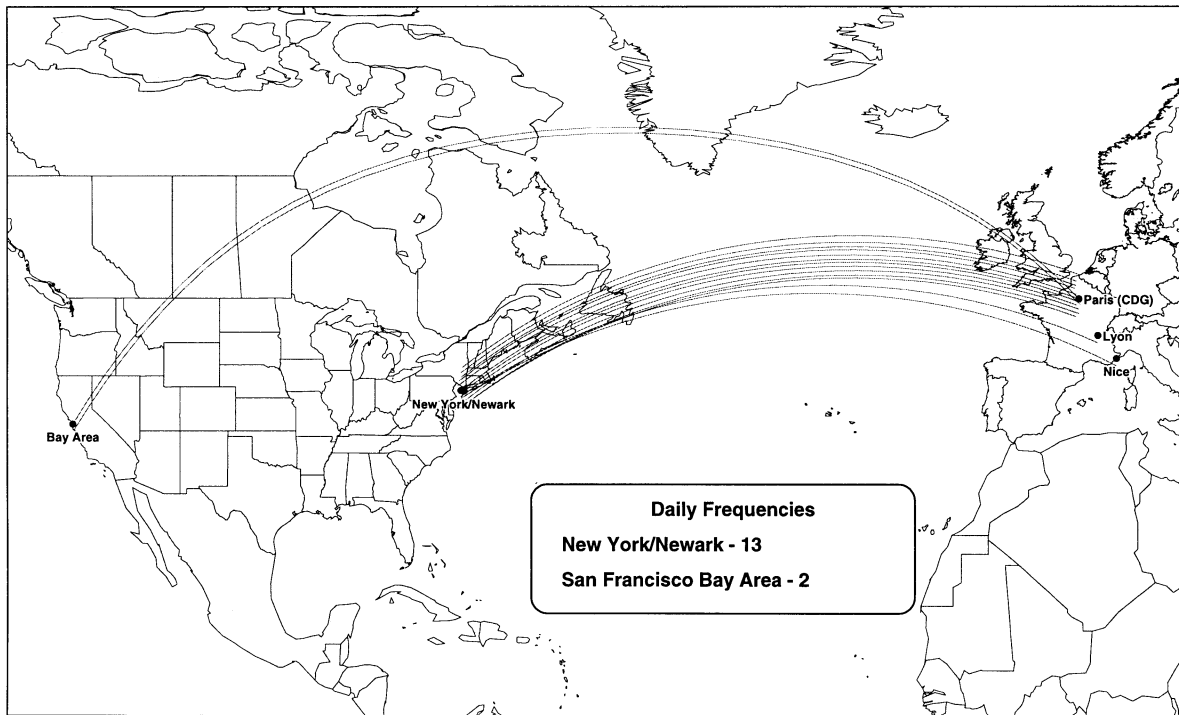 Paris (CDG)
Lyon
Nice
New York/Newark
Bay Area
Daily Frequencies
New York/Newark - 13
San Francisco Bay Area - 2